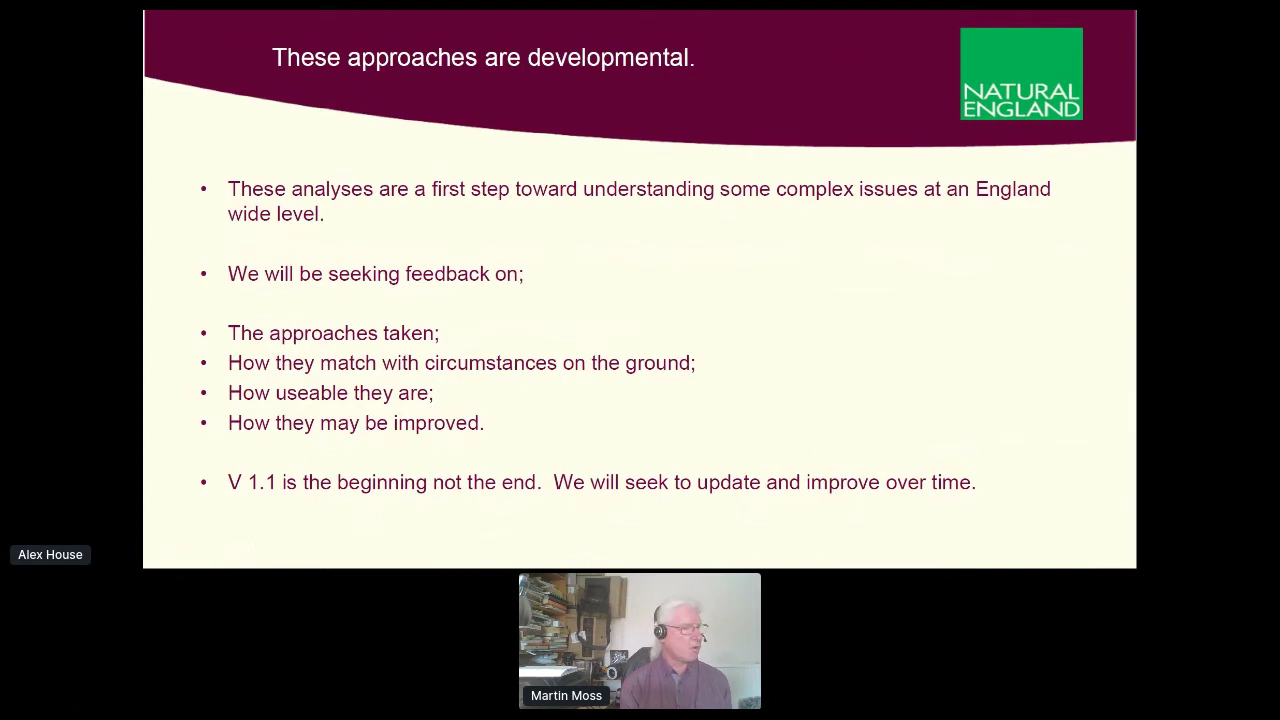 These approaches are developmental.
NATURAL
ENGLAND
• These analyses are a first step toward understanding some complex issues at an England
wide level.
• We will be seeking feedback on;
• The approaches taken;
• How they match with circumstances on the ground;
• How useable they are;
• How they may be improved.
• V 1.1 is the beginning not the end.  We will seek to update and improve over time.
Alex House
Martin Moss